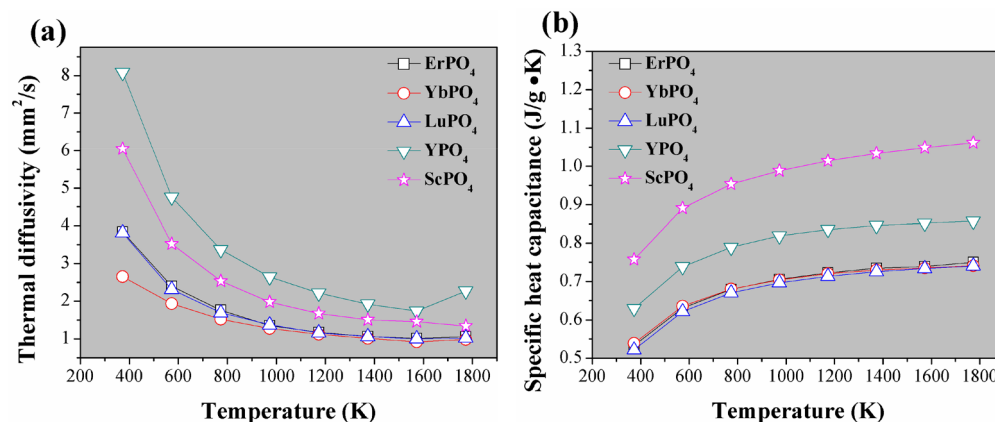 (a)
Thermal diffusivity (mm²/s)
8
7
6
5
4
3
2
1
ErPO₄
YbPO₄
LuPO₄
YPO₄
ScPO₄
200 400 600 800 1000 1200 1400 1600 1800
Temperature (K)
(b)
Specific heat capacitance (J/g •K)
1.3
1.2
1.1
1.0
0.9
0.8
0.7
0.6
0.5
ErPO₄
YbPO₄
LuPO₄
YPO₄
ScPO₄
200 400 600 800 1000 1200 1400 1600 1800
Temperature (K)